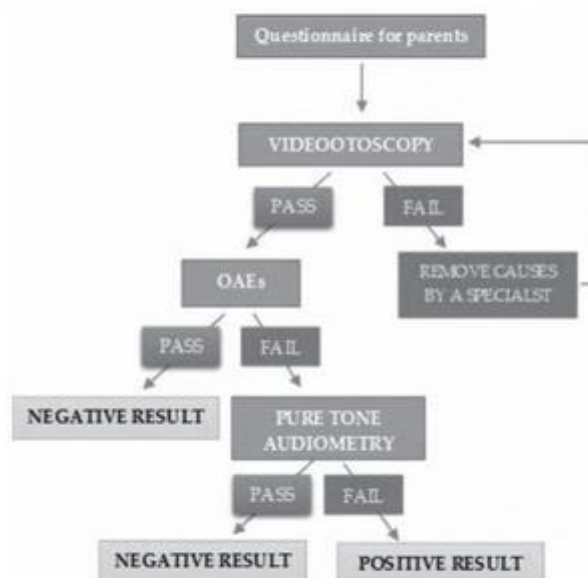 Questionnaire for parents
VIDEOOTOSCOPY
PASS
FAIL
OAEs
REMOVE CAUSES
BY A SPECIALST
PASS
FAIL
NEGATIVE RESULT
PURE TONE
AUDIOMETRY
PASS
FAIL
NEGATIVE RESULT
POSITIVE RESULT